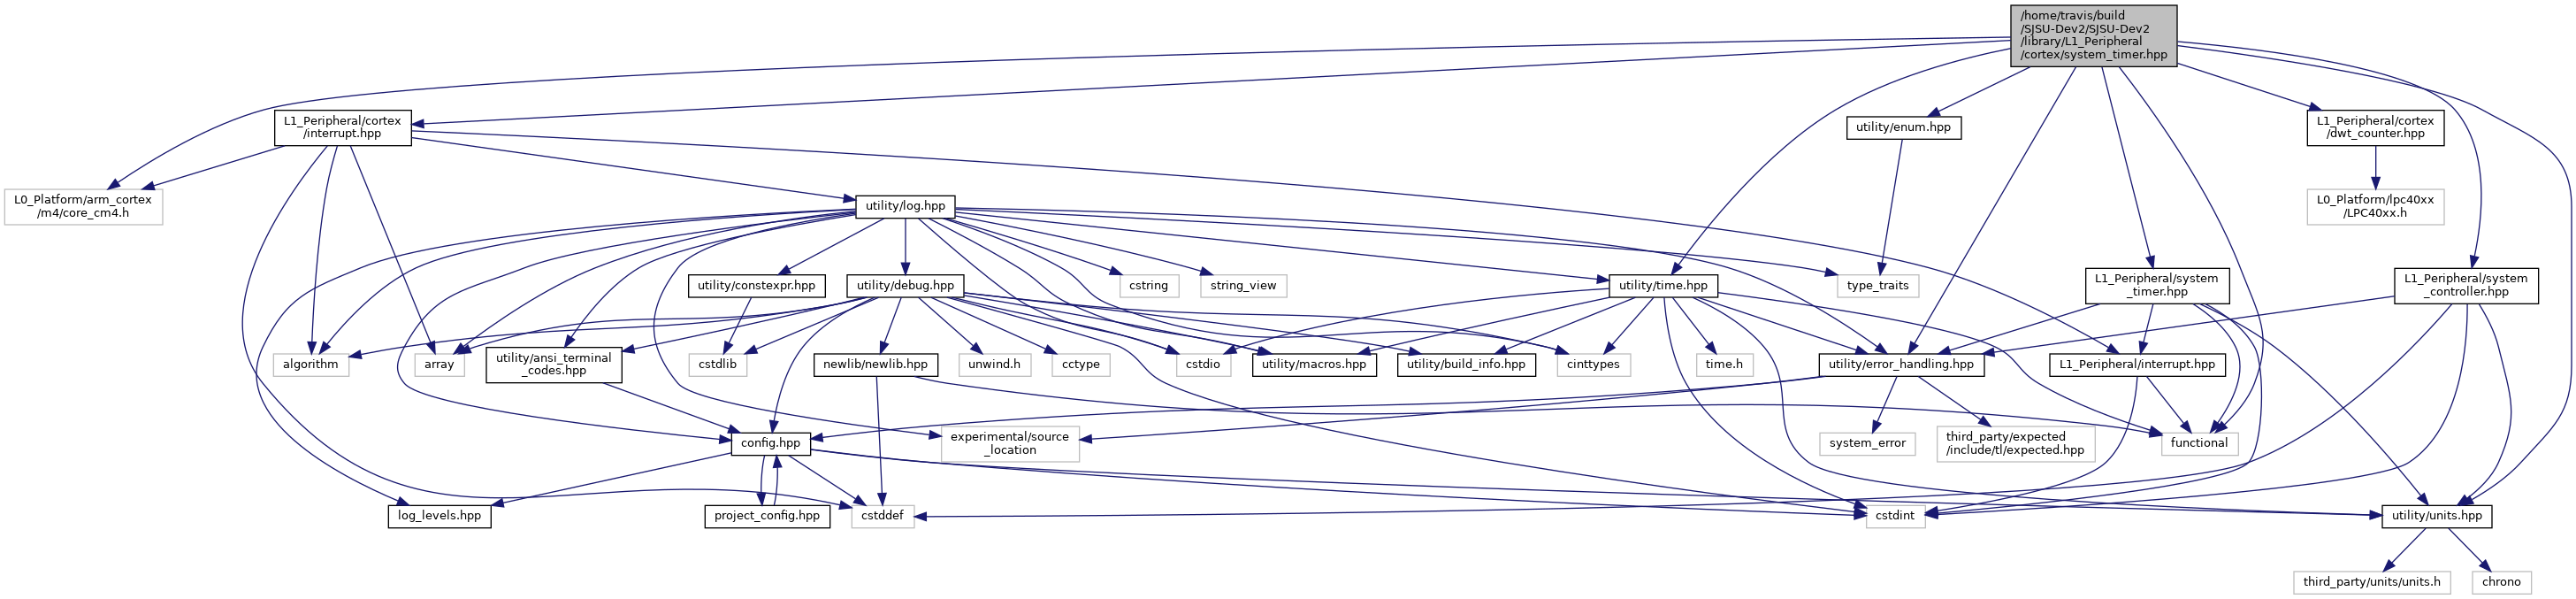 /home/travis/build
/SJSU-Dev2/SJSU-Dev2
/library/L1_Peripheral
/cortex/system_timer.hpp
L1_Peripheral/cortex
/interrupt.hpp
utility/enum.hpp
L1_Peripheral/cortex
/dwt_counter.hpp
L0_Platform/arm_cortex
/m4/core_cm4.h
utility/log.hpp
L0_Platform/lpc40xx
/LPC40xx.h
utility/constexpr.hpp
utility/debug.hpp
cstring
string_view
utility/time.hpp
type_traits
L1_Peripheral/system
_timer.hpp
L1_Peripheral/system
_controller.hpp
algorithm
array
utility/ansi_terminal
_codes.hpp
cstdlib
newlib/newlib.hpp
unwind.h
cctype
cstdio
utility/macros.hpp
utility/build_info.hpp
cinttypes
time.h
utility/error_handling.hpp
L1_Peripheral/interrupt.hpp
config.hpp
experimental/source
_location
system_error
third_party/expected
/include/tl/expected.hpp
functional
log_levels.hpp
project_config.hpp
cstddef
cstdint
utility/units.hpp
third_party/units/units.h
chrono